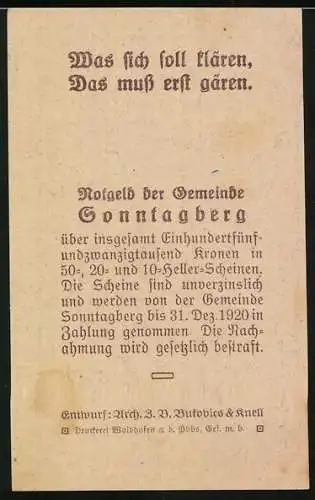 Was sich soll klären,
Das muß erst gären.
Notgeld der Gemeinde
Sonntagberg
über insgesamt Einhundertfünf-
undzwanzigtausend Kronen in
50-, 20- und 10-Heller-Scheinen.
Die Scheine sind unverzinslich
und werden von der Gemeinde
Sonntagberg bis 31. Dez. 1920 in
Zahlung genommen. Die Nach-
ahmung wird gesetzlich bestraft.
Entwurf: Arch. J. V. Bukovics & Knell
Druckerei Waidhofen a. d. Ybbs, Ges. m. b.